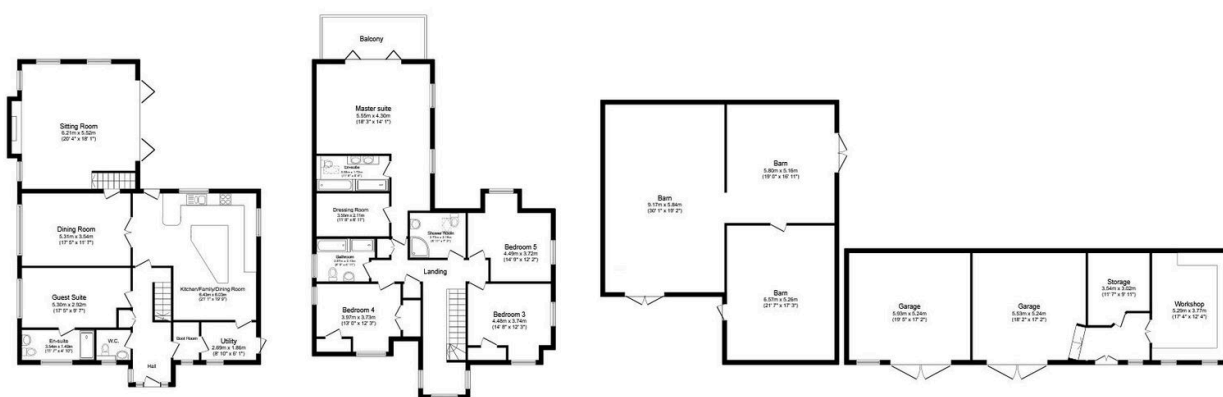 Sitting Room
6.21m x 5.52m
(20' 4" x 18' 1")
Dining Room
5.31m x 3.54m
(17' 5" x 11' 7")
Kitchen/Family/Dining Room
6.43m x 6.03m
Guest Suite
5.30m x 2.92m
(17' 5" x 9' 7")
En-suite
(11' 7" x 4' 10")
W.C.
Hall
Boot Room
Utility
2.69m x 1.86m
(8' 10" x 6' 1")
Balcony
Master suite
5.55m x 4.30m
(18' 3" x 14' 1")
En-suite
Dressing Room
Shower Room
Bathroom
Landing
Bedroom 5
4.49m x 3.72m
(14' 9" x 12' 2")
Bedroom 4
3.97m x 3.73m
(13' 0" x 12' 3")
Bedroom 3
4.48m x 3.74m
(14' 8" x 12' 3")
Barn
9.17m x 5.84m
(30' 1" x 19' 2")
Barn
5.80m x 5.16m
(19' 0" x 16' 11")
Barn
6.57m x 5.26m
(21' 7" x 17' 3")
Garage
5.93m x 5.24m
(19' 5" x 17' 2")
Garage
5.53m x 5.24m
(18' 2" x 17' 2")
Storage
3.54m x 3.02m
(11' 7" x 9' 11")
Workshop
5.29m x 3.77m
(17' 4" x 12' 4")